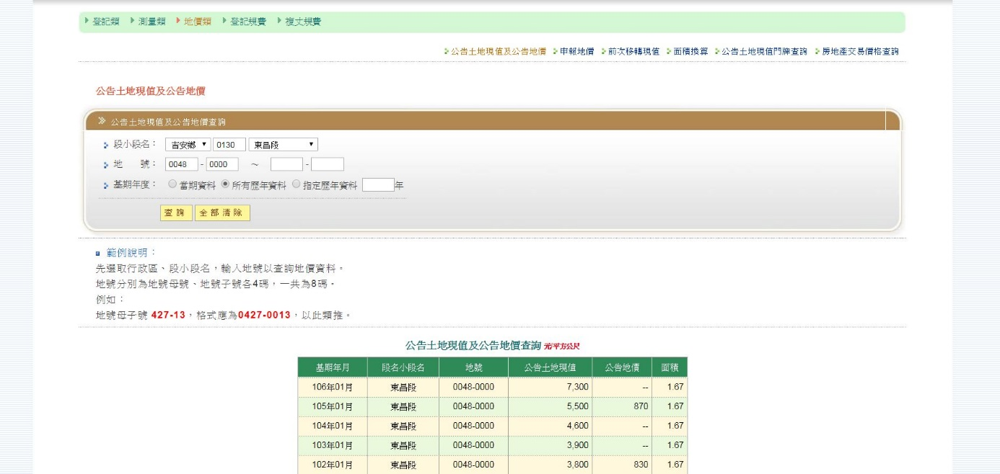 登記類 測量類 地價類 登記規費 複丈規費
公告土地現值及公告地價 申報地價 前次移轉現值 面積換算 公告土地現值門牌查詢 房地產交易價格查詢
公告土地現值及公告地價
公告土地現值及公告地價查詢
段小段名： 吉安鄉 0130 東昌段
地 號： 0048 - 0000 ～ -
基期年度： 當期資料 所有歷年資料 指定歷年資料 年
查詢 全部清除
範例說明：
先選取行政區、段小段名，輸入地號以查詢地價資料。
地號分別為地號母號、地號子號各4碼，一共為8碼。
例如：
地號母子號 427-13，格式應為0427-0013，以此類推。
公告土地現值及公告地價查詢 元/平方公尺
基期年月 段名小段名 地號 公告土地現值 公告地價 面積
106年01月 東昌段 0048-0000 7,300 -- 1.67
105年01月 東昌段 0048-0000 5,500 870 1.67
104年01月 東昌段 0048-0000 4,600 -- 1.67
103年01月 東昌段 0048-0000 3,900 -- 1.67
102年01月 東昌段 0048-0000 3,800 830 1.67